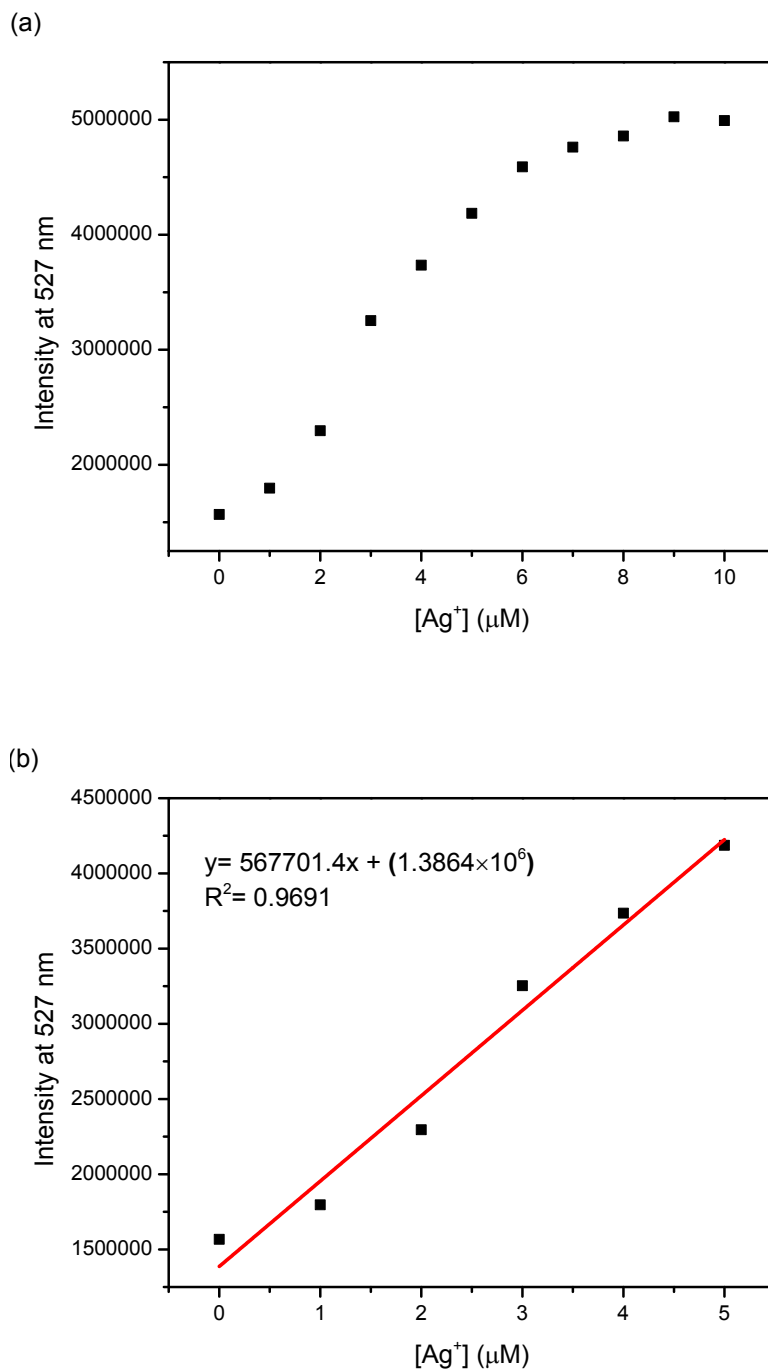 (a)
5000000
4000000
3000000
2000000
Intensity at 527 nm
0 2 4 6 8 10
[Ag⁺] (μM)
(b)
4500000
y= 567701.4x + (1.3864×10⁶)
R²= 0.9691
4000000
3500000
3000000
2500000
2000000
1500000
Intensity at 527 nm
0 1 2 3 4 5
[Ag⁺] (μM)